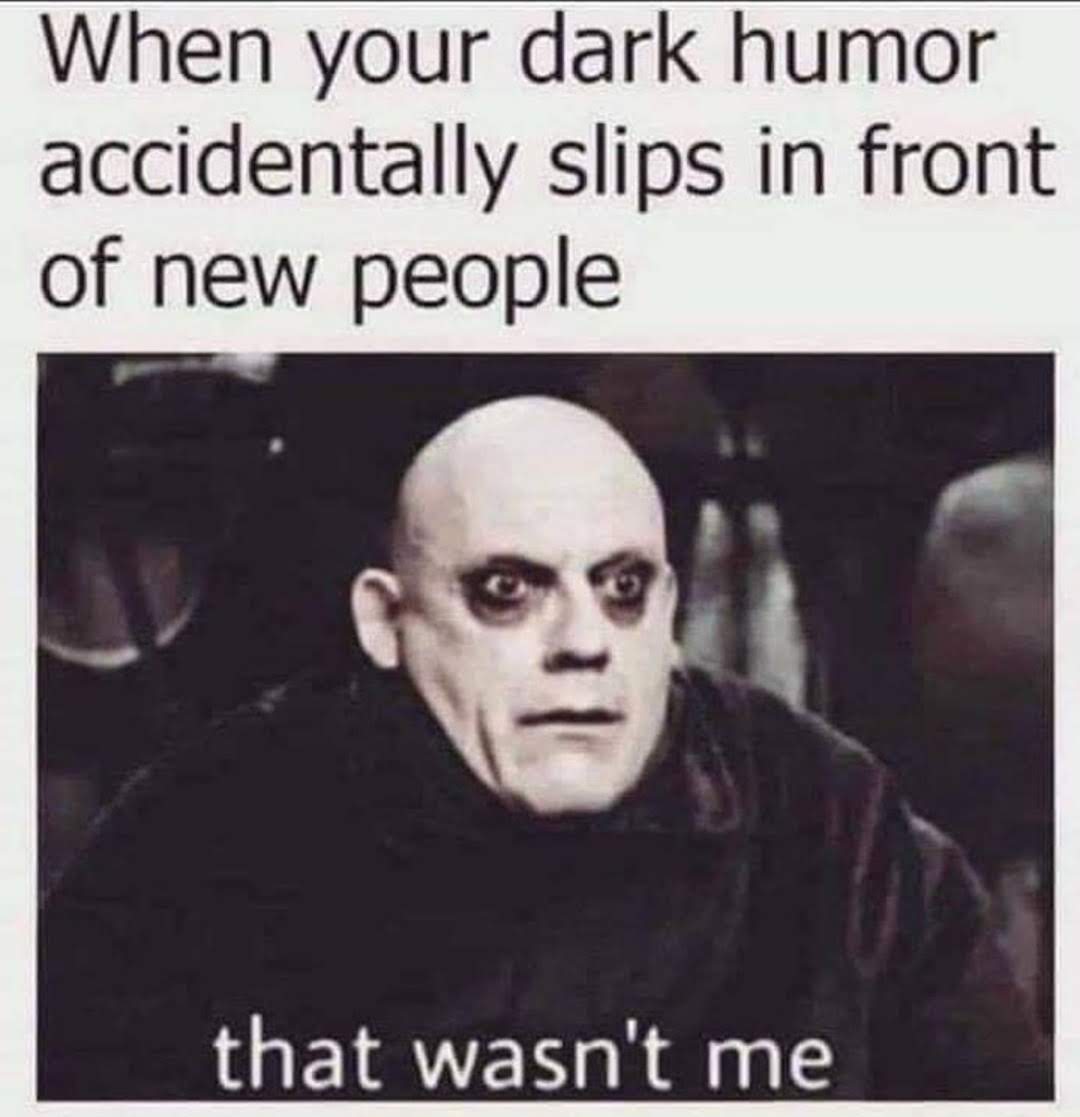 When your dark humor
accidentally slips in front
of new people
that wasn't me